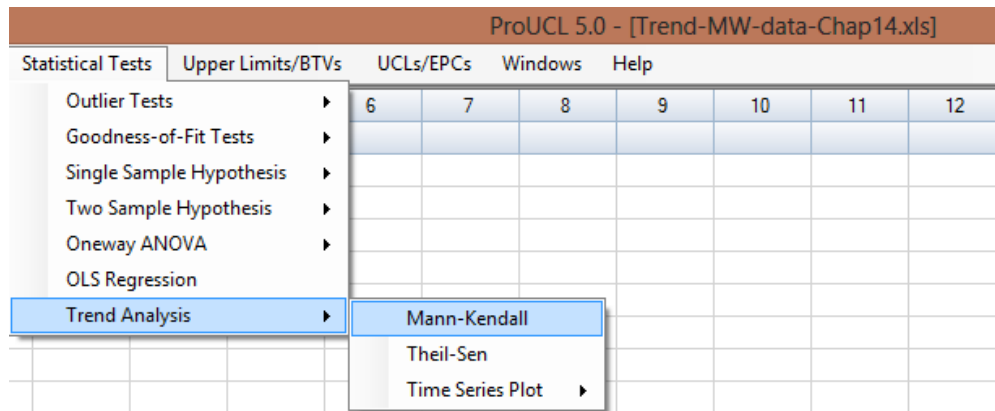 ProUCL 5.0 - [Trend-MW-data-Chap14.xls]
Statistical Tests Upper Limits/BTVs UCLs/EPCs Windows Help
6 7 8 9 10 11 12
Outlier Tests
Goodness-of-Fit Tests
Single Sample Hypothesis
Two Sample Hypothesis
Oneway ANOVA
OLS Regression
Trend Analysis
Mann-Kendall
Theil-Sen
Time Series Plot